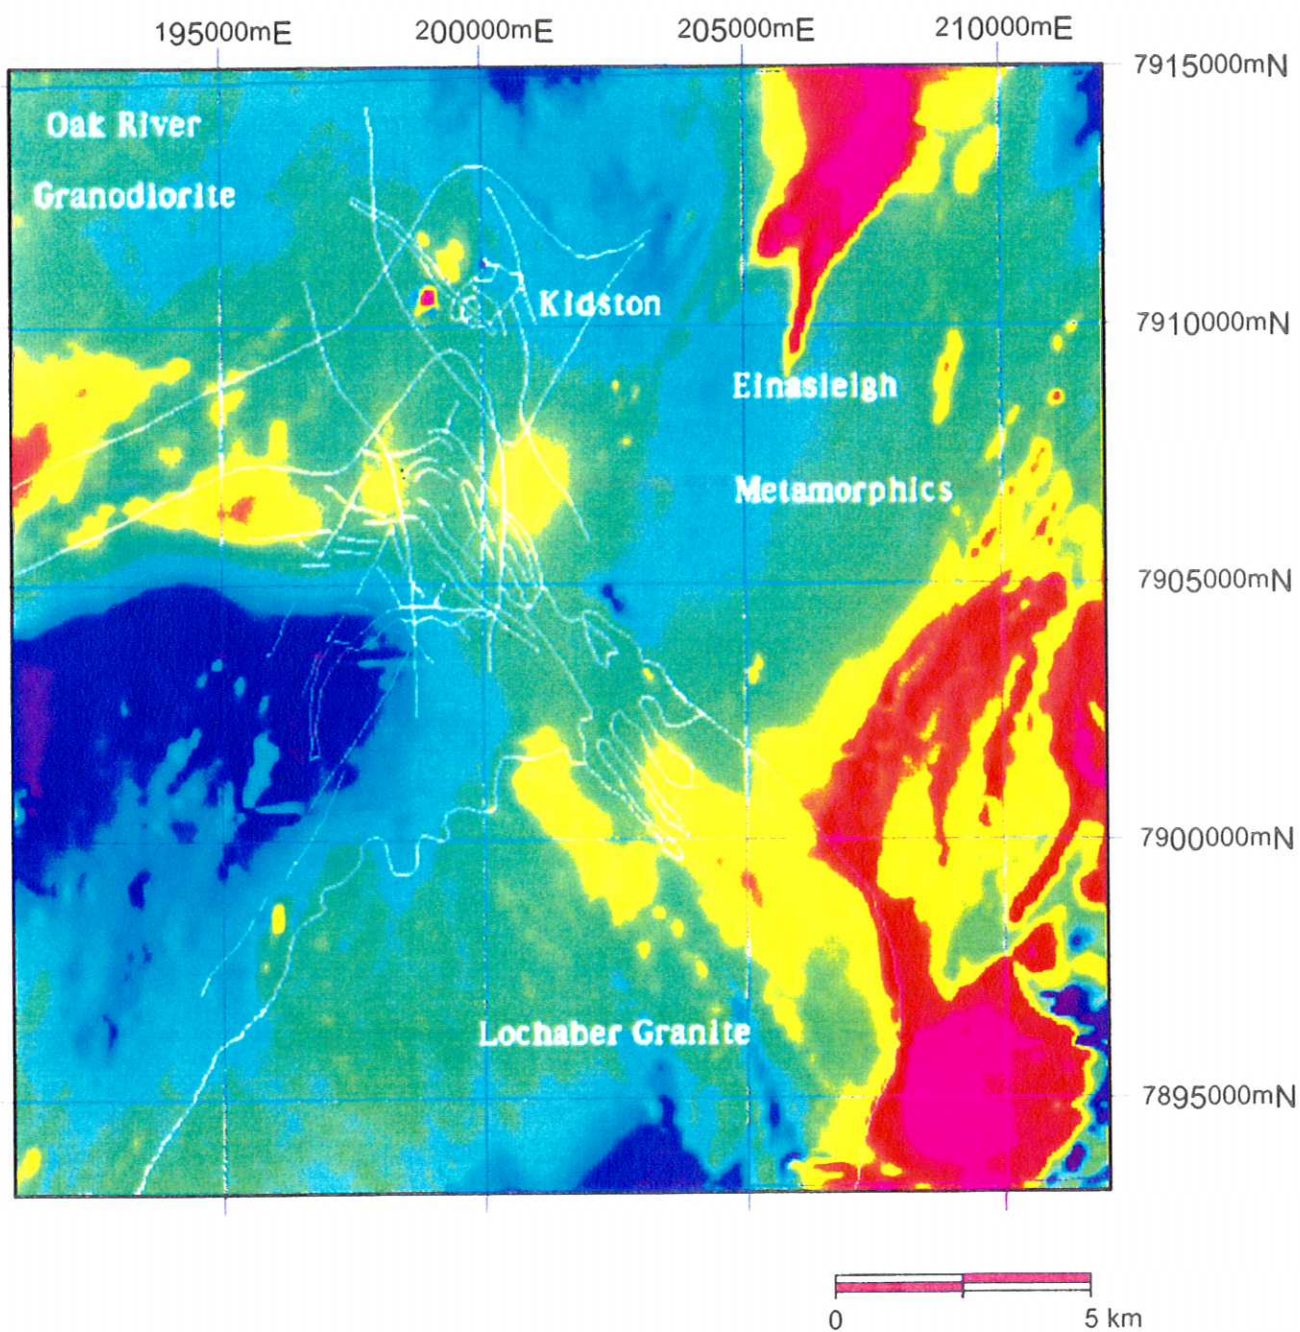 195000mE 200000mE 205000mE 210000mE
7915000mN
Oak River
Granodiorite
Kidston
7910000mN
Einasleigh
Metamorphics
7905000mN
7900000mN
Lochaber Granite
7895000mN
0 5 km